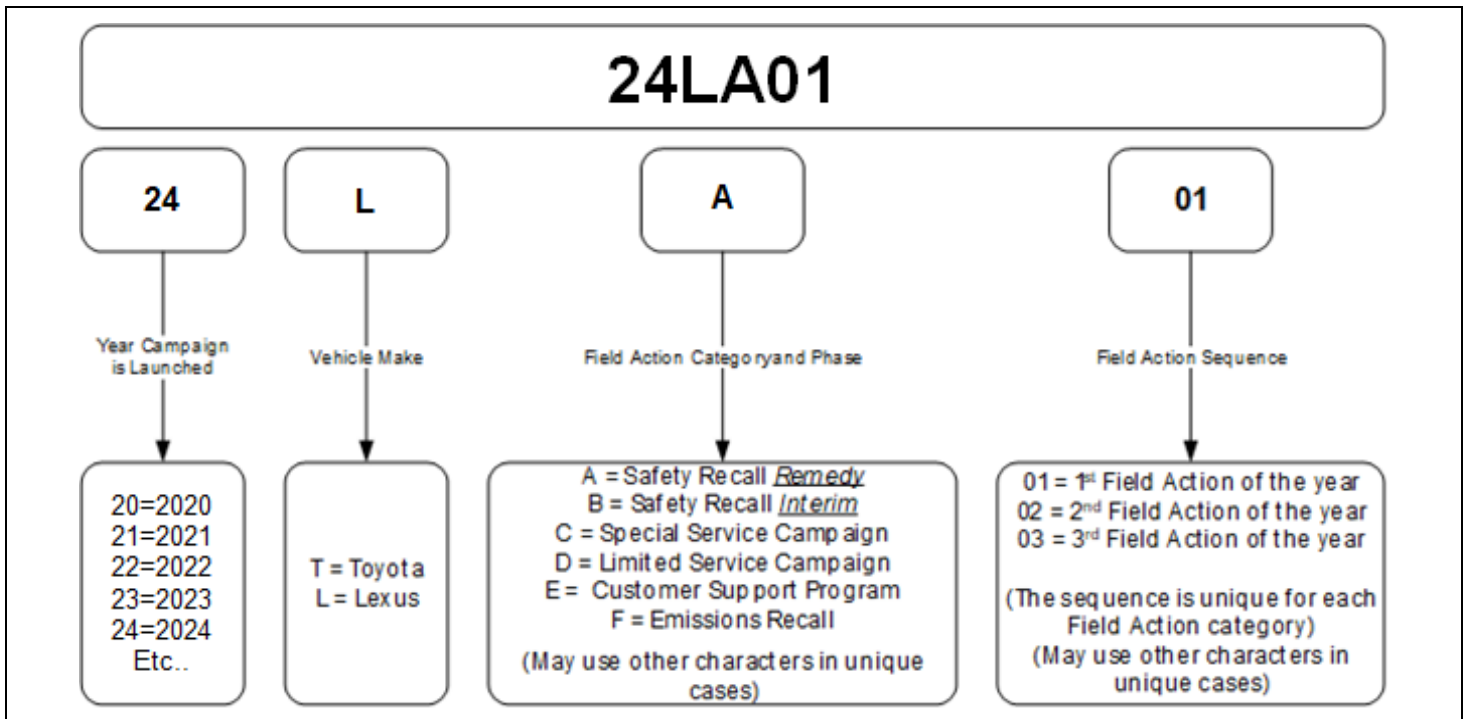 24LA01
24
L
A
01
Year Campaign
is Launched
Vehicle Make
Field Action Categoryand Phase
Field Action Sequence
20=2020
21=2021
22=2022
23=2023
24=2024
Etc..
T = Toyota
L = Lexus
A = Safety Recall Remedy
B = Safety Recall Interim
C = Special Service Campaign
D = Limited Service Campaign
E = Customer Support Program
F = Emissions Recall
(May use other characters in unique
cases)
01 = 1st Field Action of the year
02 = 2nd Field Action of the year
03 = 3rd Field Action of the year
(The sequence is unique for each
Field Action category)
(May use other characters in
unique cases)